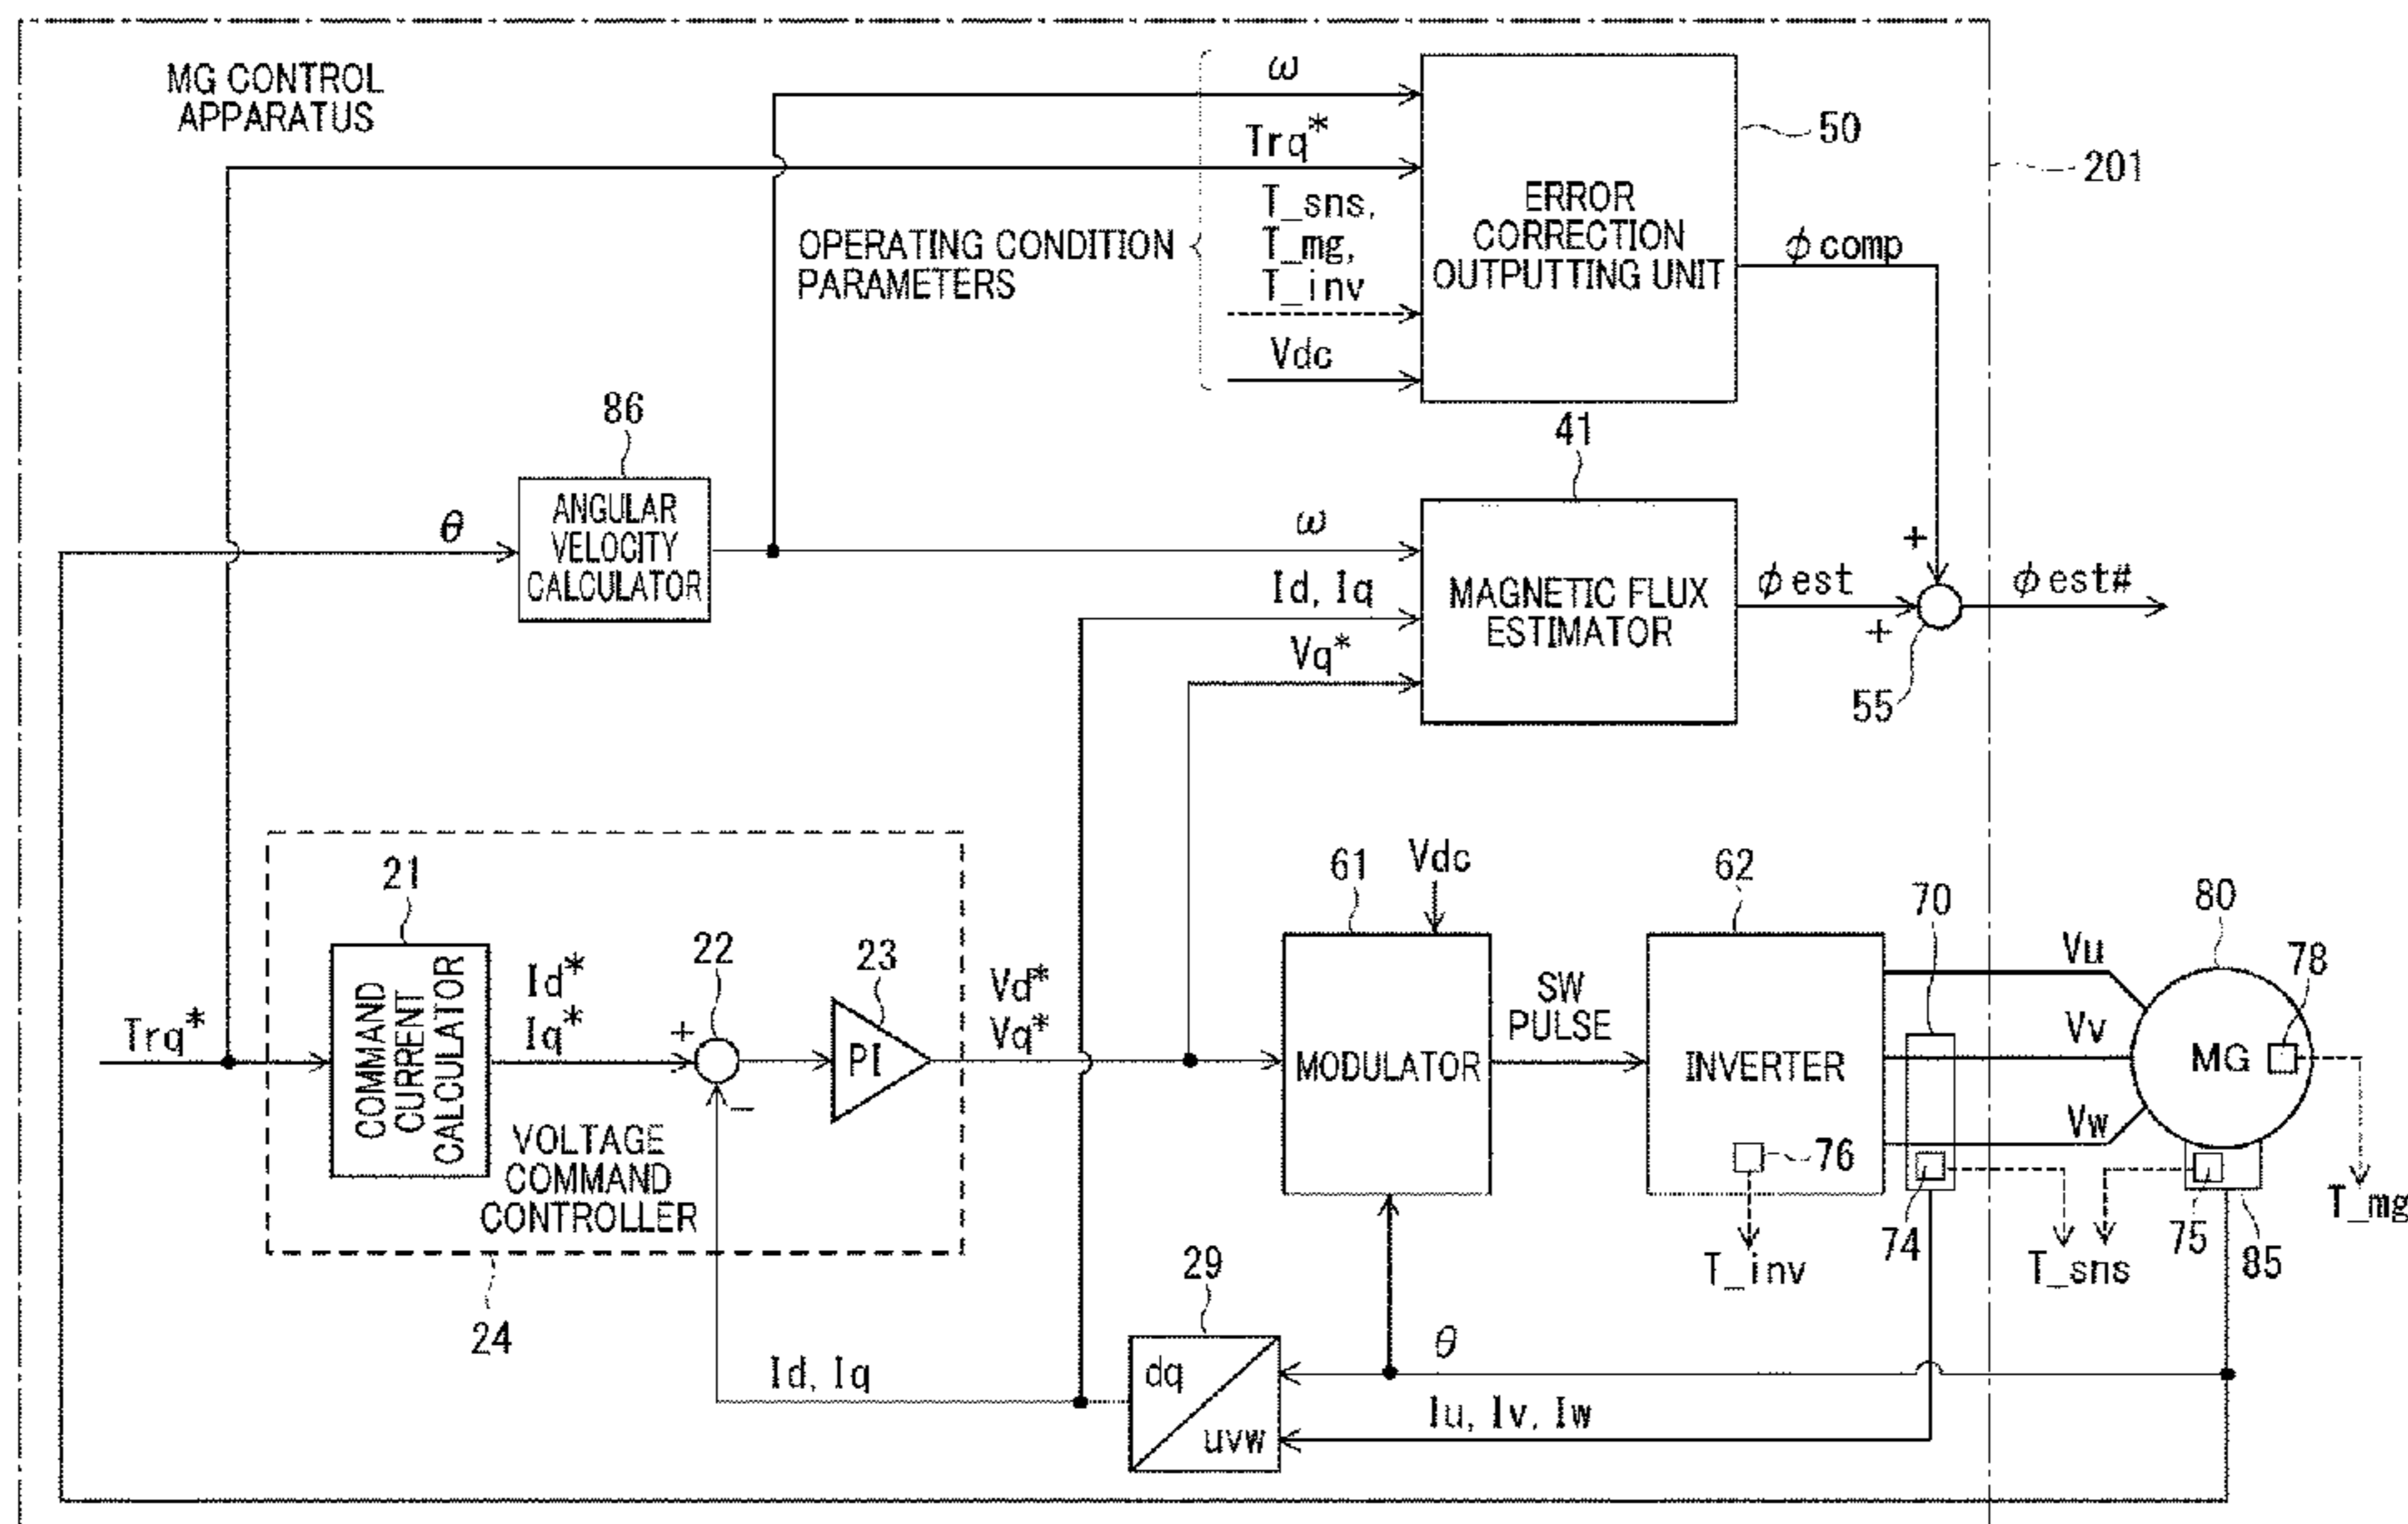 MG CONTROL
APPARATUS
ω
Trq*
T_sns,
T_mg,
T_inv
Vdc
OPERATING CONDITION
PARAMETERS
ERROR
CORRECTION
OUTPUTTING UNIT
50
201
ϕcomp
86
θ
ANGULAR
VELOCITY
CALCULATOR
41
ω
Id, Iq
Vq*
MAGNETIC FLUX
ESTIMATOR
ϕest
+
+
ϕest#
55
21
Trq*
COMMAND
CURRENT
CALCULATOR
Id*
Iq*
+
−
22
23
PI
VOLTAGE
COMMAND
CONTROLLER
24
Vd*
Vq*
61
Vdc
MODULATOR
SW
PULSE
62
INVERTER
76
T_inv
70
74
T_sns
Vu
Vv
Vw
80
78
MG
T_mg
75
85
29
dq
uvw
Id, Iq
θ
Iu, Iv, Iw